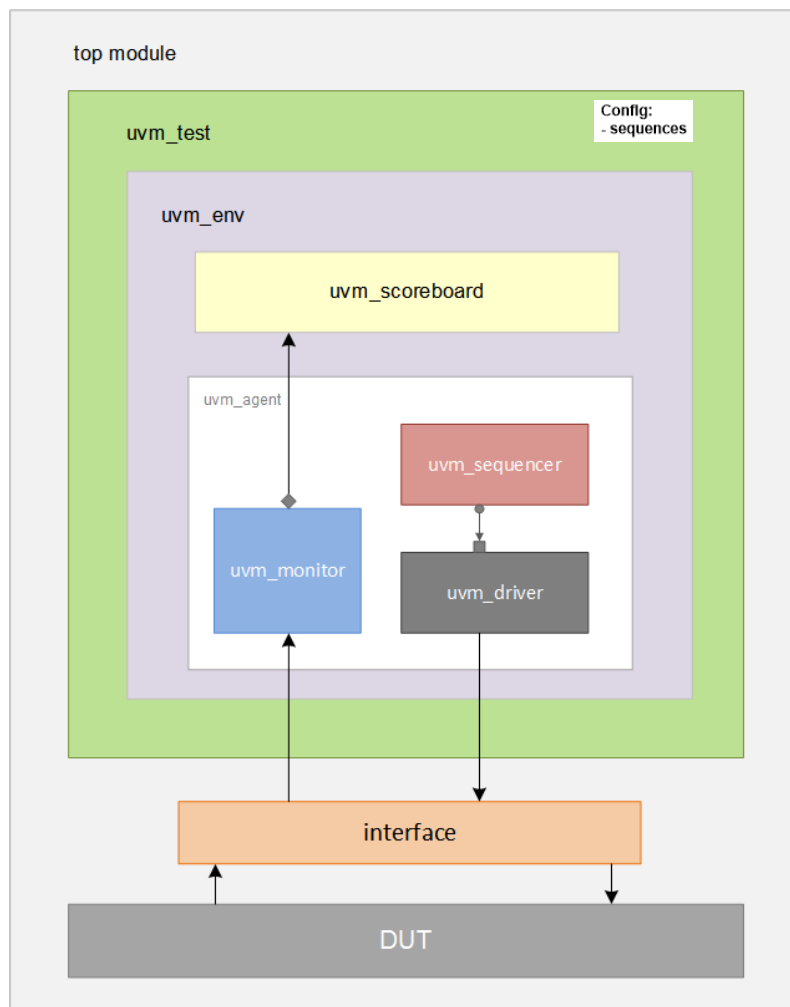 top module
Config:
- sequences
uvm_test
uvm_env
uvm_scoreboard
uvm_agent
uvm_sequencer
uvm_monitor
uvm_driver
interface
DUT